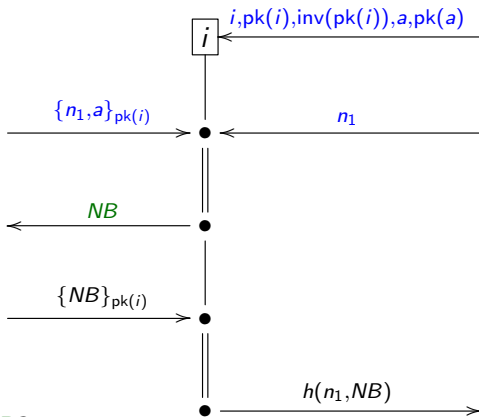 i,pk(i),inv(pk(i)),a,pk(a)
i
{n₁,a}pk(i)
n₁
NB
{NB}pk(i)
h(n₁,NB)